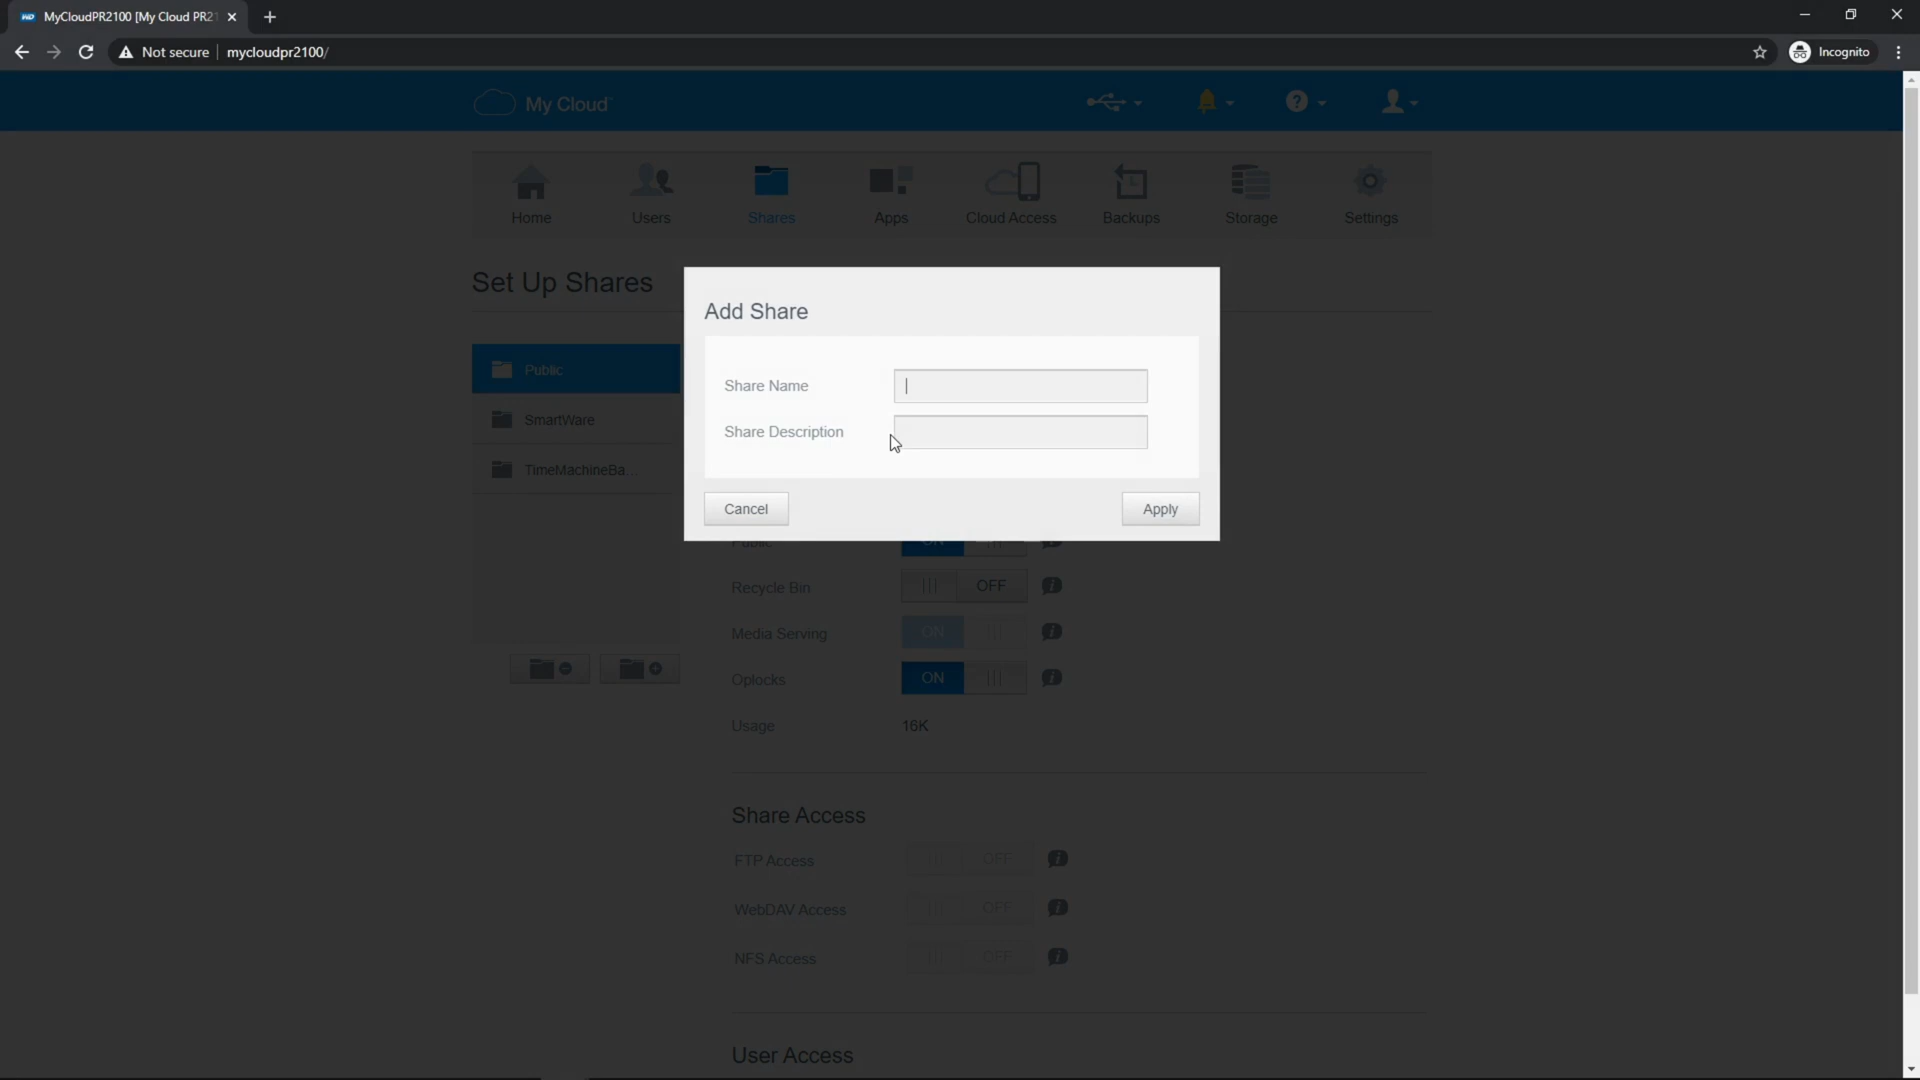 MyCloudPR2100 [My Cloud PR21
Not secure
mycloudpr2100/
Incognito
My Cloud
Home
Users
Shares
Apps
Cloud Access
Backups
Storage
Settings
Set Up Shares
Public
SmartWare
TimeMachineBa...
Add Share
Share Name
Share Description
Cancel
Apply
Public ON
Recycle Bin OFF
Media Serving ON
Oplocks ON
Usage 16K
Share Access
FTP Access OFF
WebDAV Access OFF
NFS Access OFF
User Access